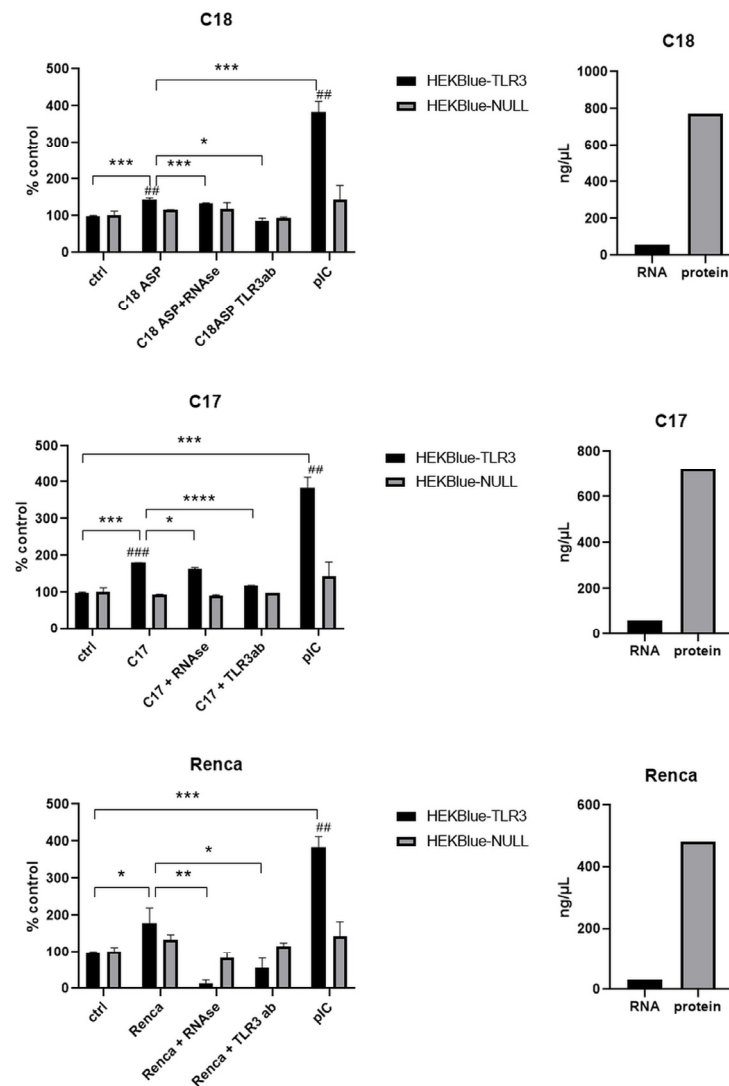 C18
***
##
*
***
***
##
% control
500
400
300
200
100
0
ctrl
C18 ASP
C18 ASP+RNAse
C18ASP TLR3ab
pIC
HEKBlue-TLR3
HEKBlue-NULL
C18
ng/µL
1000
800
600
400
200
0
RNA protein
C17
***
##
****
***
*
###
% control
500
400
300
200
100
0
ctrl
C17
C17 + RNAse
C17 + TLR3ab
pIC
HEKBlue-TLR3
HEKBlue-NULL
C17
ng/µL
800
600
400
200
0
RNA protein
Renca
***
##
*
*
**
% control
500
400
300
200
100
0
ctrl
Renca
Renca + RNAse
Renca + TLR3 ab
pIC
HEKBlue-TLR3
HEKBlue-NULL
Renca
ng/µL
600
400
200
0
RNA protein